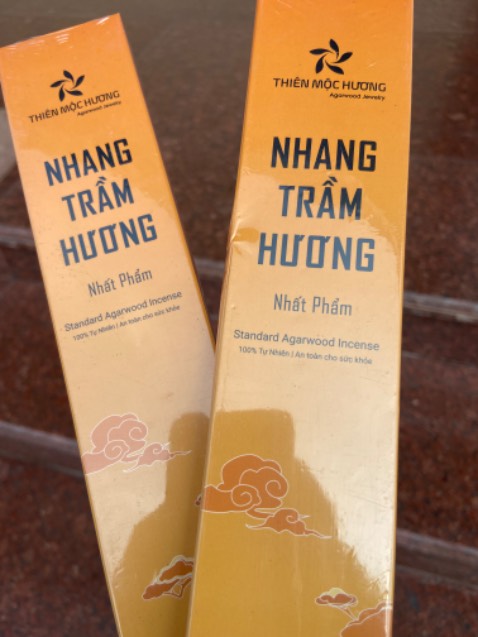 THIÊN MỘC HƯƠNG
Agarwood Jewelry
NHANG
TRẦM
HƯƠNG
Nhất Phẩm
Standard Agarwood Incense
100% Tự Nhiên / An toàn cho sức khỏe
THIÊN MỘC HƯƠNG
Agarwood Jewelry
NHANG
TRẦM
HƯƠNG
Nhất Phẩm
Standard Agarwood Incense
100% Tự Nhiên / An toàn cho sức khỏe